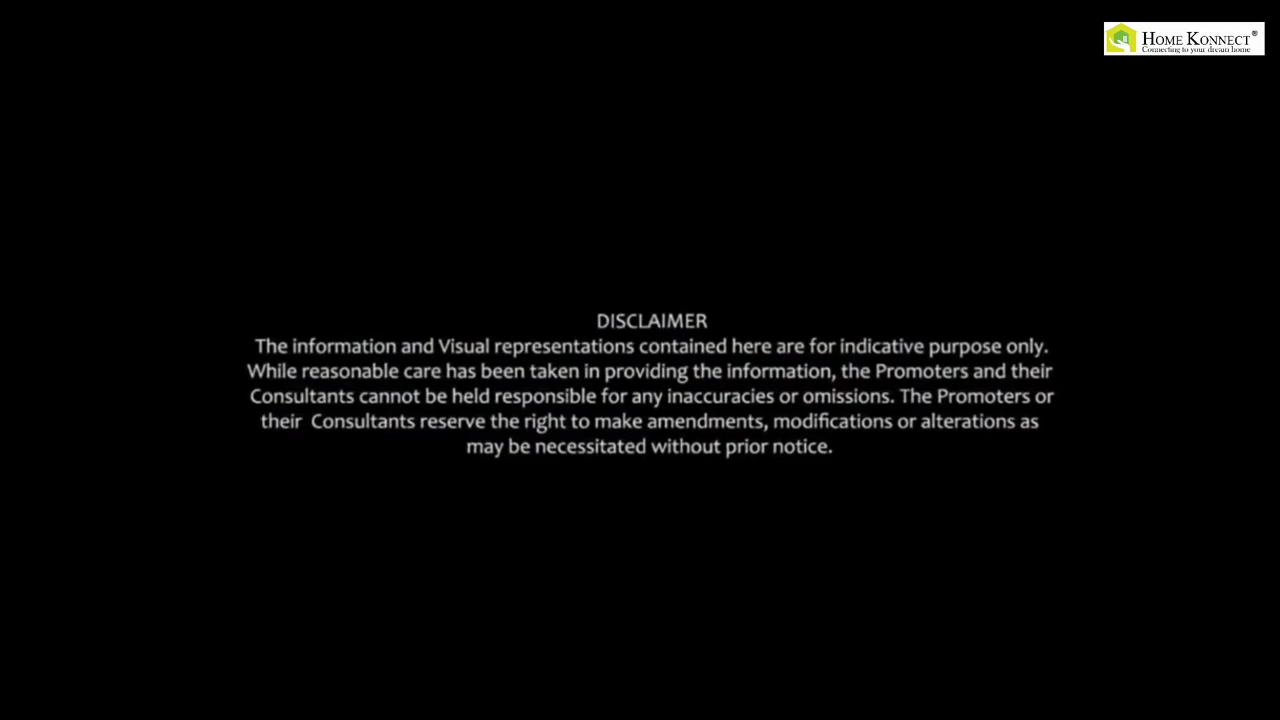 HOME KONNECT®
Connecting to your dream home
DISCLAIMER
The information and Visual representations contained here are for indicative purpose only.
While reasonable care has been taken in providing the information, the Promoters and their
Consultants cannot be held responsible for any inaccuracies or omissions. The Promoters or
their Consultants reserve the right to make amendments, modifications or alterations as
may be necessitated without prior notice.